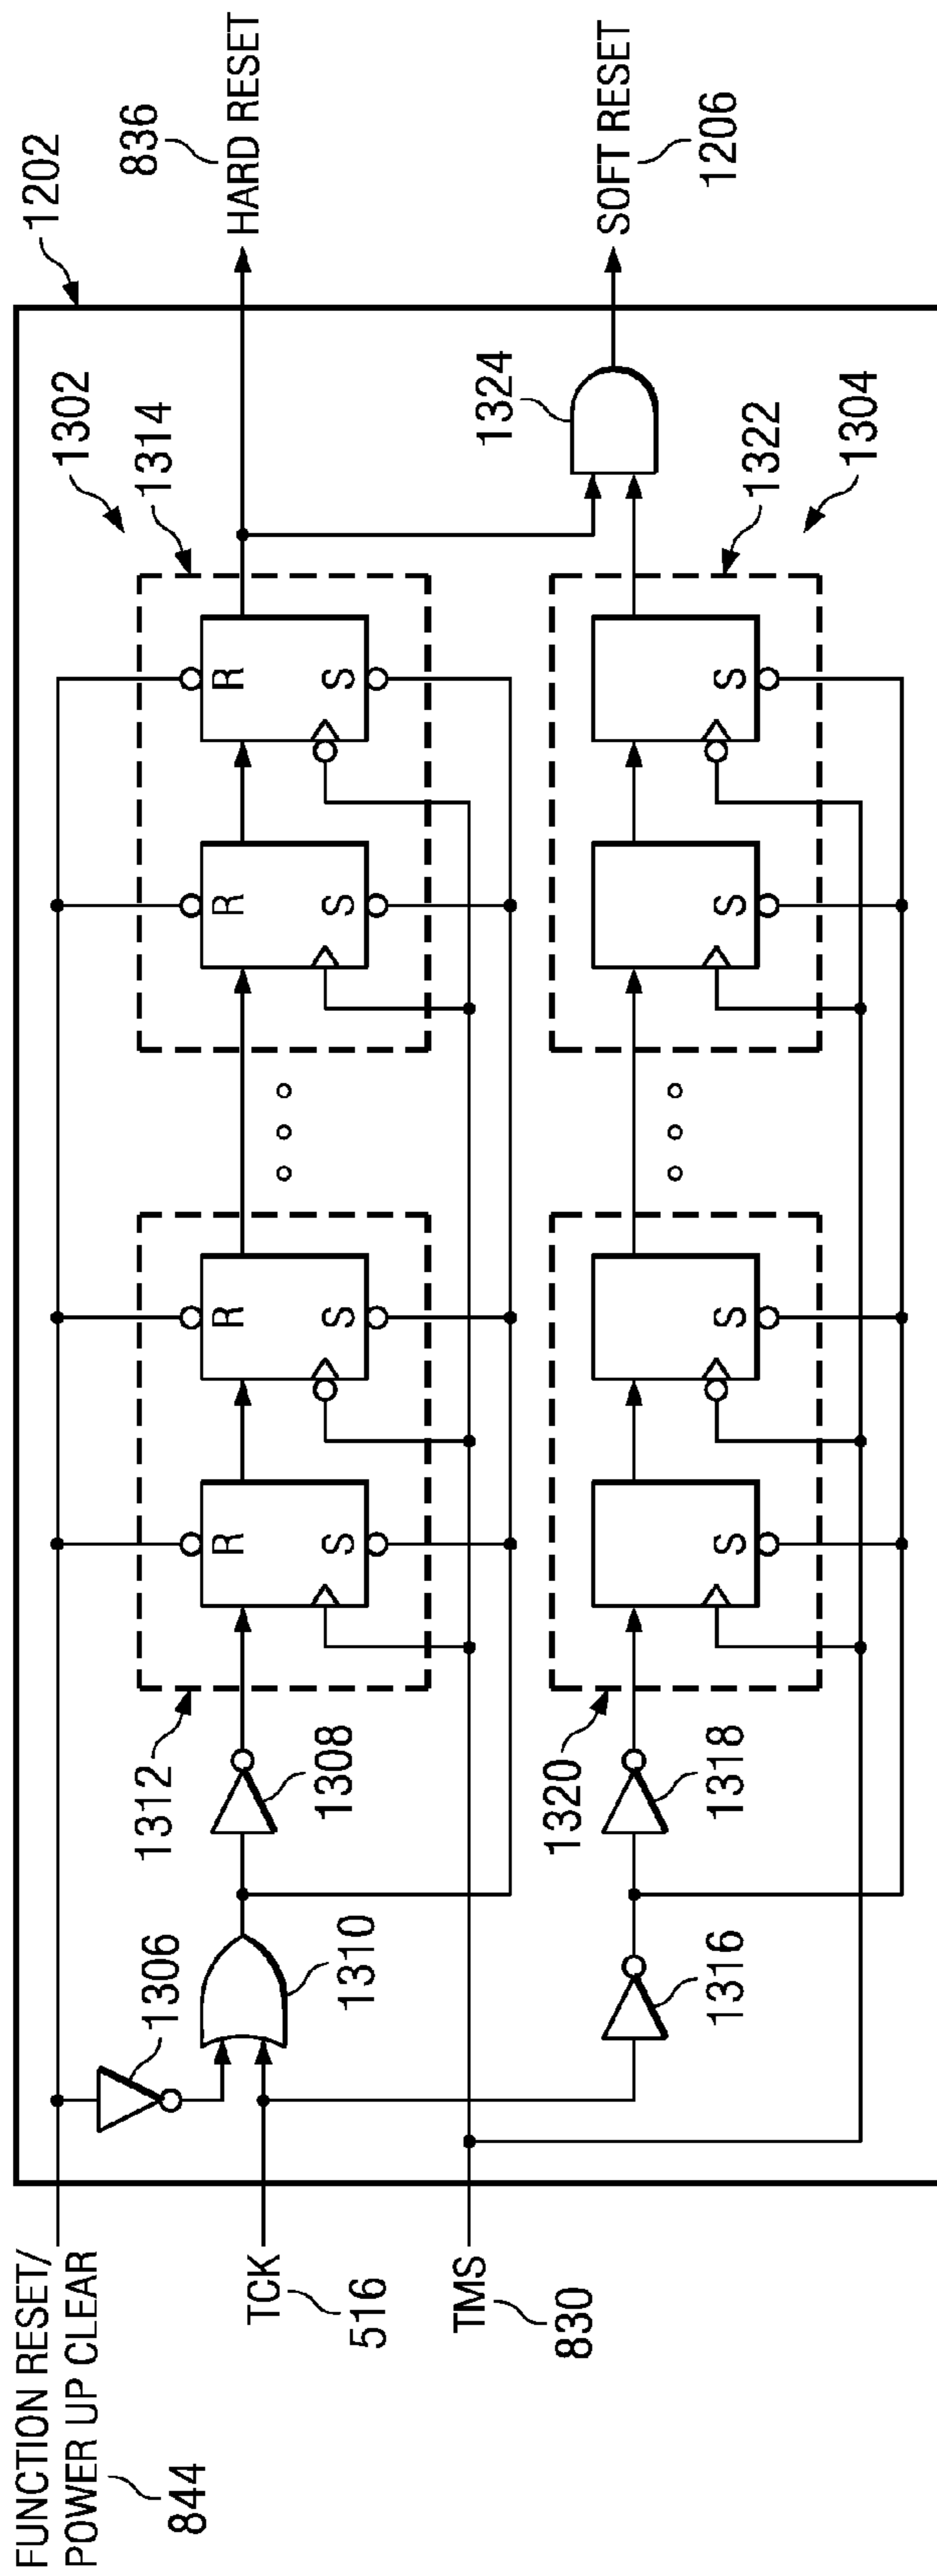 FUNCTION RESET/
POWER UP CLEAR
844
TCK
516
TMS
830
1306
1310
1312
1308
R
S
R
S
R
S
R
S
1302
1314
1202
836
HARD RESET
1316
1320
1318
S
S
S
S
1324
1322
1304
SOFT RESET
1206